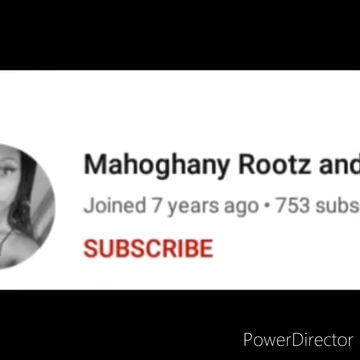 Mahoghany Rootz and
Joined 7 years ago • 753 subs
SUBSCRIBE
PowerDirector